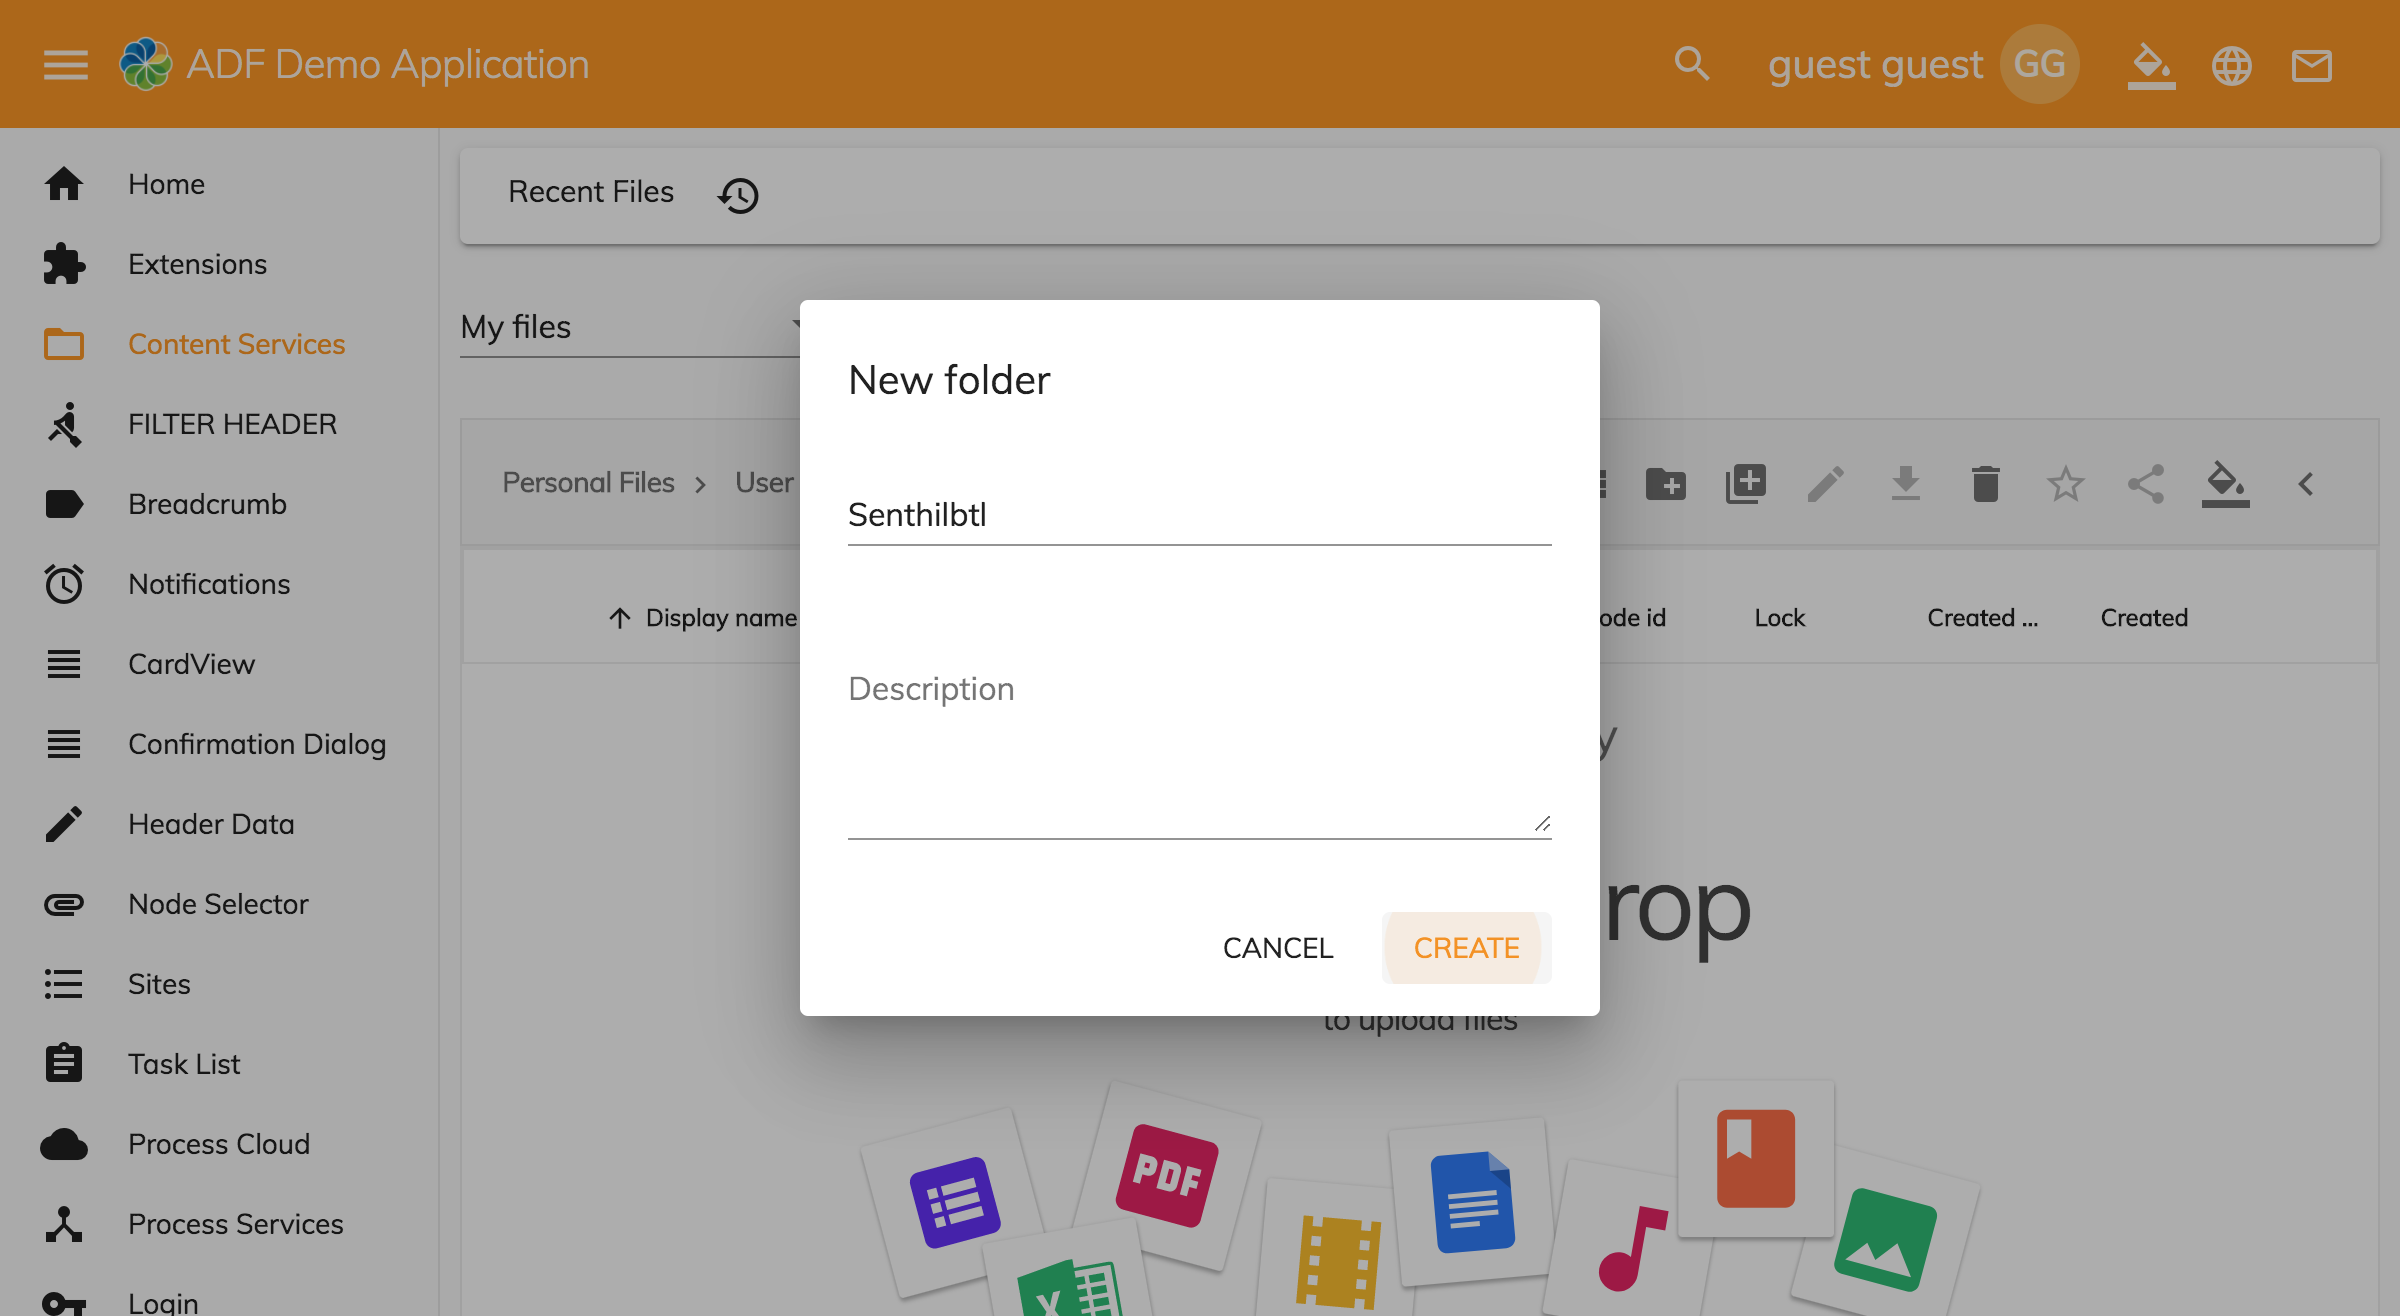 ADF Demo Application
guest guest
GG
Home
Extensions
Content Services
FILTER HEADER
Breadcrumb
Notifications
CardView
Confirmation Dialog
Header Data
Node Selector
Sites
Task List
Process Cloud
Process Services
Login
Recent Files
My files
Personal Files
User
Display name
ode id
Lock
Created ...
Created
New folder
Senthilbtl
Description
CANCEL
CREATE
y
rop
to upload files
PDF
X